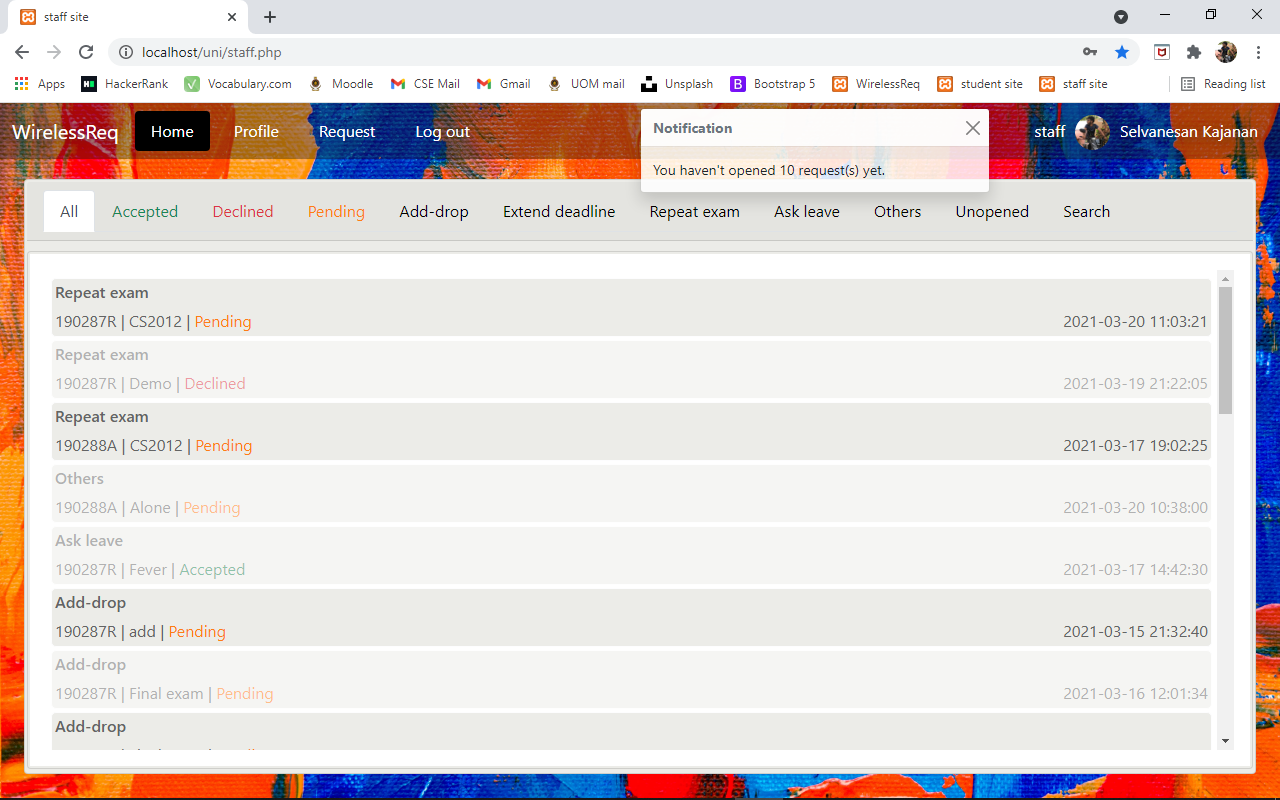 staff site
localhost/uni/staff.php
Apps HackerRank Vocabulary.com Moodle CSE Mail Gmail UOM mail Unsplash Bootstrap 5 WirelessReq student site staff site Reading list
WirelessReq Home Profile Request Log out staff Selvanesan Kajanan
Notification
You haven't opened 10 request(s) yet.
All Accepted Declined Pending Add-drop Extend deadline Repeat exam Ask leave Others Unopened Search
Repeat exam
190287R | CS2012 | Pending 2021-03-20 11:03:21
Repeat exam
190287R | Demo | Declined 2021-03-19 21:22:05
Repeat exam
190288A | CS2012 | Pending 2021-03-17 19:02:25
Others
190288A | Alone | Pending 2021-03-20 10:38:00
Ask leave
190287R | Fever | Accepted 2021-03-17 14:42:30
Add-drop
190287R | add | Pending 2021-03-15 21:32:40
Add-drop
190287R | Final exam | Pending 2021-03-16 12:01:34
Add-drop